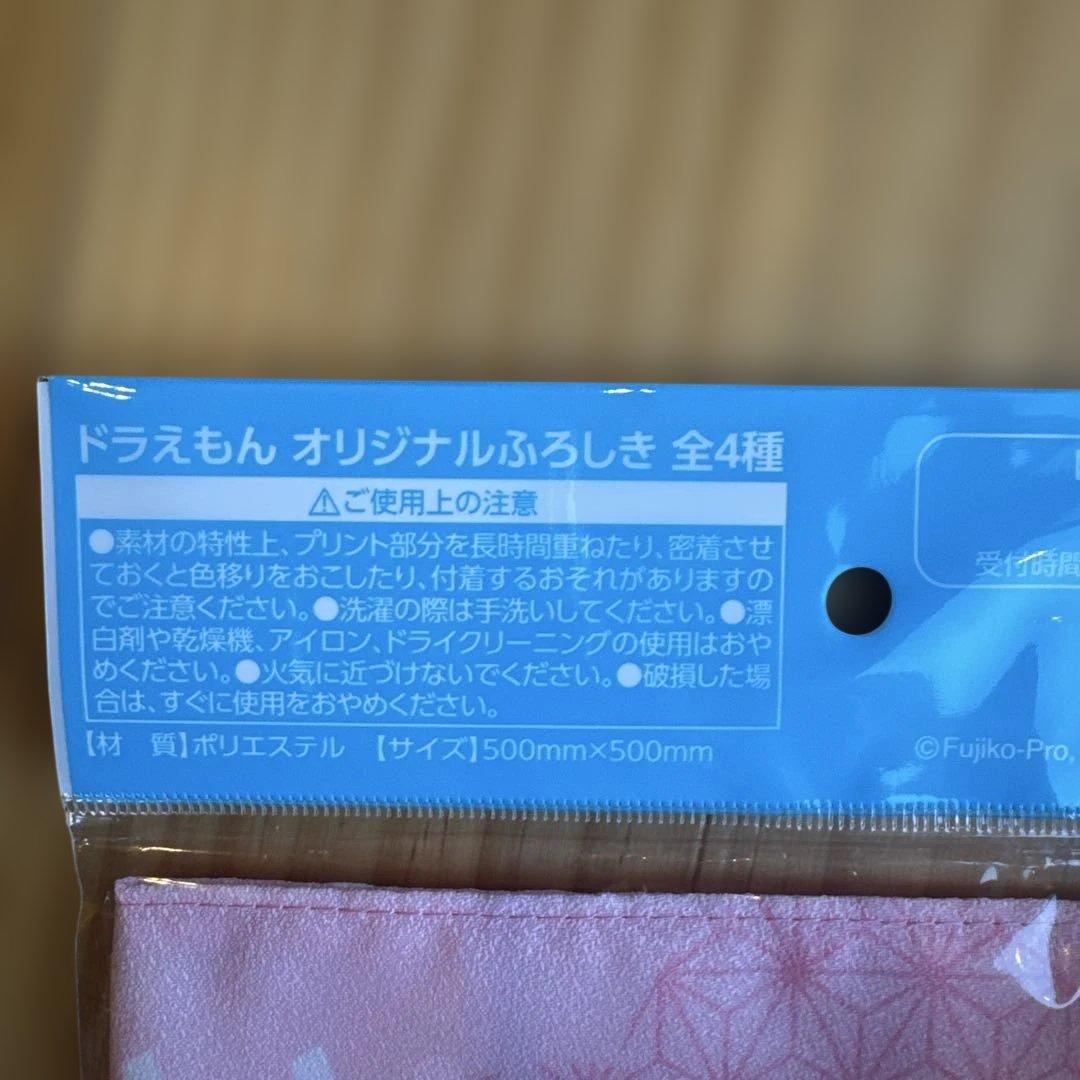 ドラえもん オリジナルふろしき 全4種
⚠ご使用上の注意
●素材の特性上、プリント部分を長時間重ねたり、密着させ
ておくと色移りをおこしたり、付着するおそれがありますの
でご注意ください。●洗濯の際は手洗いしてください。●漂
白剤や乾燥機、アイロン、ドライクリーニングの使用はおや
めください。●火気に近づけないでください。●破損した場
合は、すぐに使用をおやめください。
【材　質】ポリエステル　【サイズ】500mm×500mm
受付時間
©Fujiko-Pro,